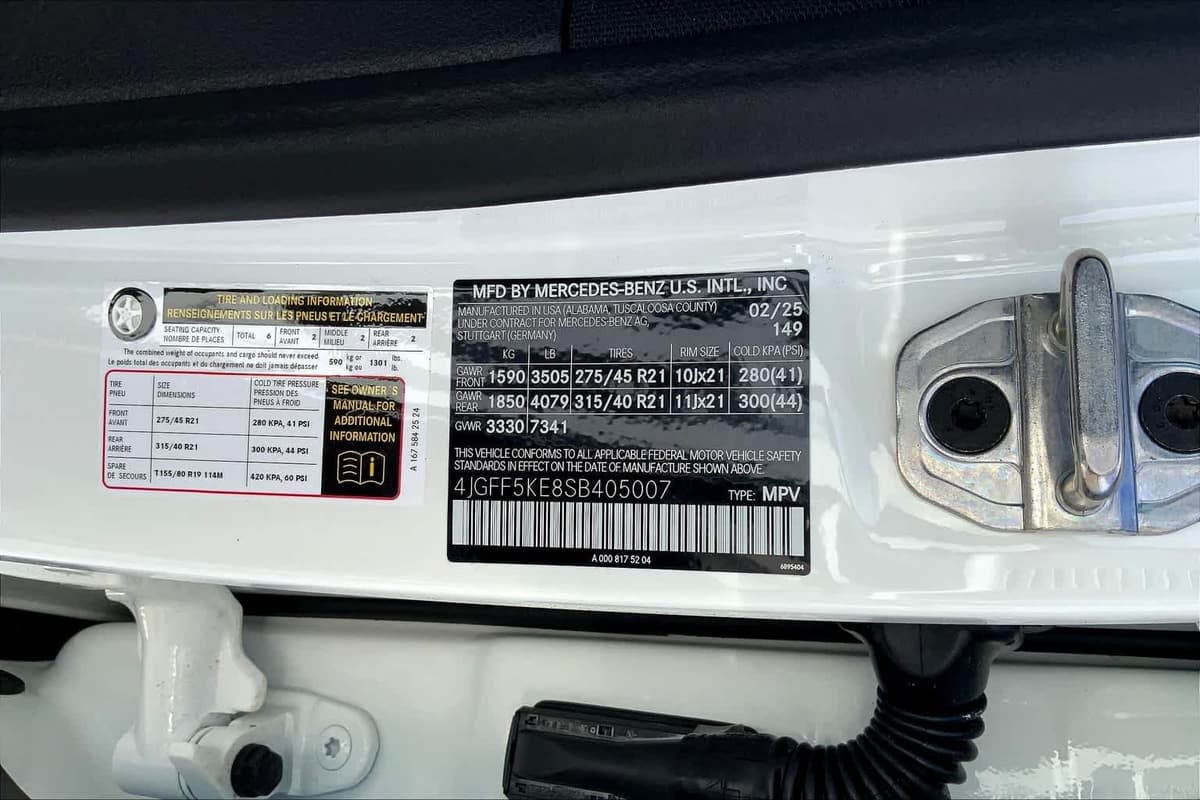 TIRE AND LOADING INFORMATION
RENSEIGNEMENTS SUR LES PNEUS ET LE CHARGEMENT
SEATING CAPACITY
NOMBRE DE PLACES
TOTAL 6
FRONT
AVANT 2
MIDDLE
MILIEU 2
REAR
ARRIÈRE 2
The combined weight of occupants and cargo should never exceed
Le poids total des occupants et du chargement ne doit jamais dépasser
590 kg or
kg ou
1301 lbs.
lb.
TIRE
PNEU
SIZE
DIMENSIONS
COLD TIRE PRESSURE
PRESSION DES
PNEUS À FROID
FRONT
AVANT
275/45 R21
280 KPA, 41 PSI
REAR
ARRIÈRE
315/40 R21
300 KPA, 44 PSI
SPARE
DE SECOURS
T155/80 R19 114M
420 KPA, 60 PSI
SEE OWNER'S
MANUAL FOR
ADDITIONAL
INFORMATION
A 167 584 25 24
MFD BY MERCEDES-BENZ U.S. INTL., INC
MANUFACTURED IN USA (ALABAMA, TUSCALOOSA COUNTY)
UNDER CONTRACT FOR MERCEDES-BENZ AG,
STUTTGART (GERMANY)
02/25
149
KG LB TIRES RIM SIZE COLD KPA (PSI)
GAWR
FRONT 1590 3505 275/45 R21 10Jx21 280(41)
GAWR
REAR 1850 4079 315/40 R21 11Jx21 300(44)
GVWR 3330 7341
THIS VEHICLE CONFORMS TO ALL APPLICABLE FEDERAL MOTOR VEHICLE SAFETY
STANDARDS IN EFFECT ON THE DATE OF MANUFACTURE SHOWN ABOVE.
4JGFF5KE8SB405007 TYPE: MPV
A 000 817 52 04
6895404